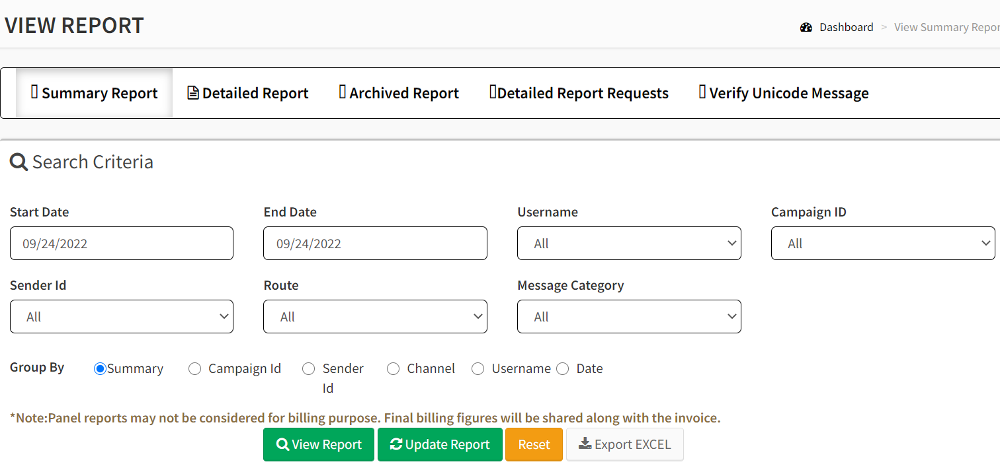 VIEW REPORT
Dashboard > View Summary Repor
Summary Report Detailed Report Archived Report Detailed Report Requests Verify Unicode Message
Search Criteria
Start Date End Date Username Campaign ID
09/24/2022 09/24/2022 All All
Sender Id Route Message Category
All All All
Group By Summary Campaign Id Sender Channel Username Date
Id
*Note:Panel reports may not be considered for billing purpose. Final billing figures will be shared along with the invoice.
View Report Update Report Reset Export EXCEL